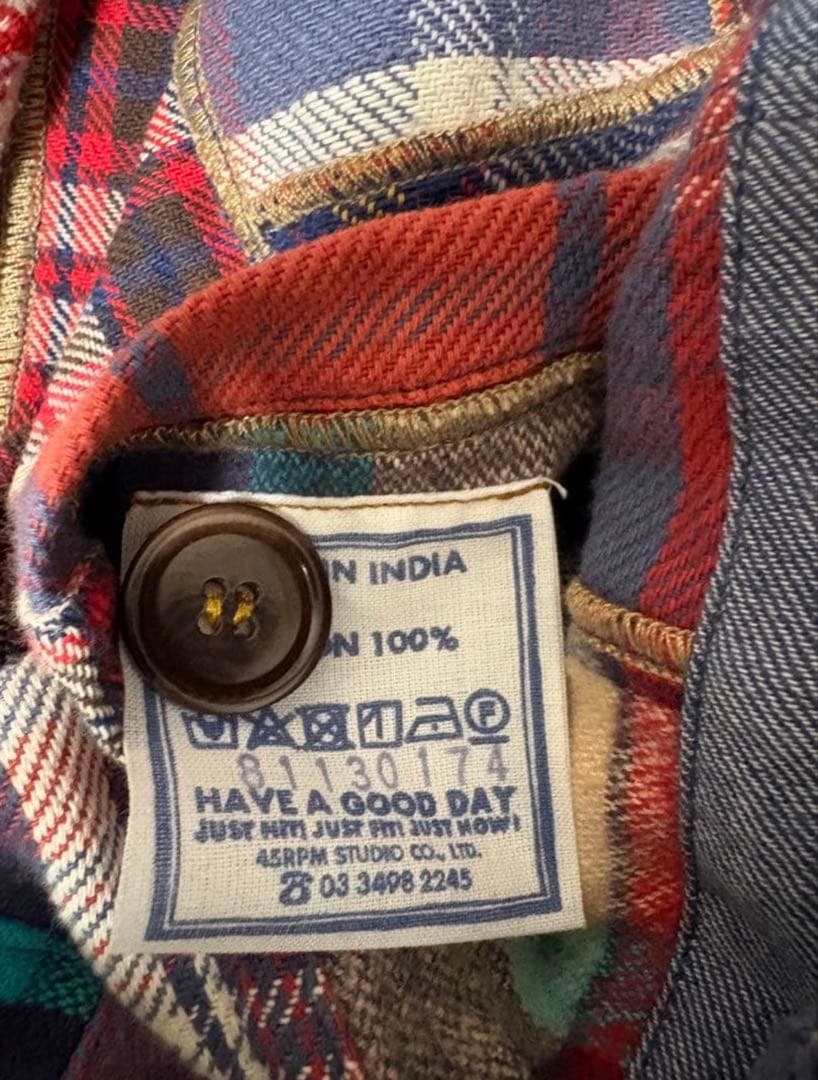 IN INDIA
ON 100%
F
81130174
HAVE A GOOD DAY
JUST HIT! JUST FIT! JUST NOW!
45RPM STUDIO CO., LTD.
☎ 03 3498 2245